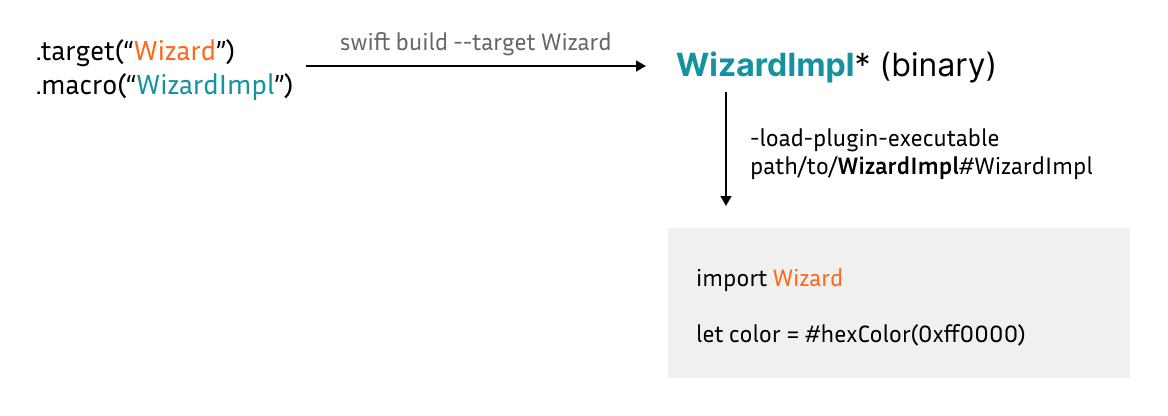 .target(“Wizard”)
.macro(“WizardImpl”)
swift build --target Wizard
WizardImpl* (binary)
-load-plugin-executable
path/to/WizardImpl#WizardImpl
import Wizard
let color = #hexColor(0xff0000)